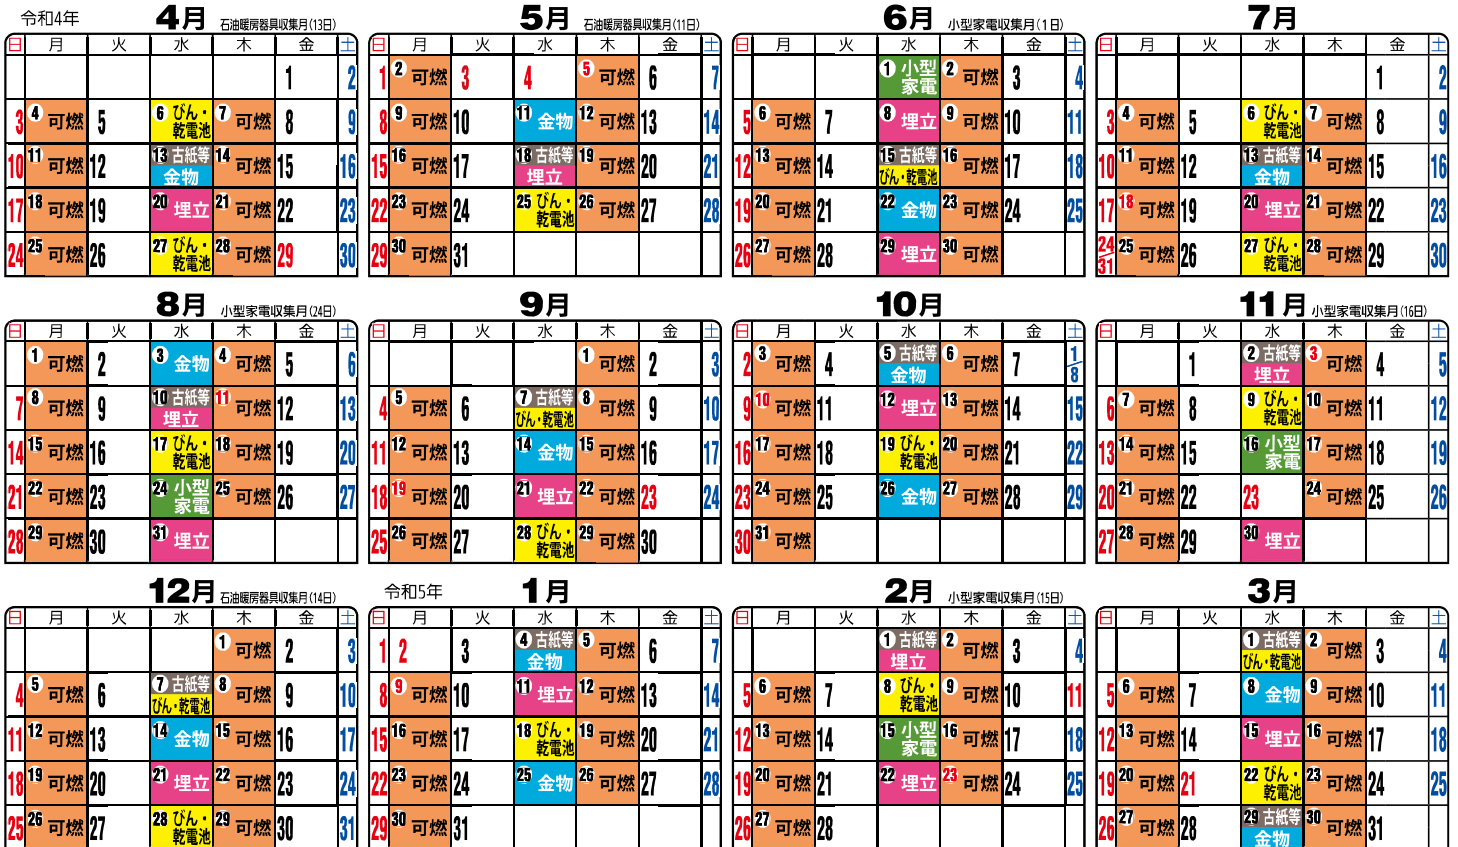 令和4年
4月 石油暖房器具収集月(13日)
日 月 火 水 木 金 土
1 2
3 4 可燃 5 6 びん・乾電池 7 可燃 8 9
10 11 可燃 12 13 古紙等 金物 14 可燃 15 16
17 18 可燃 19 20 埋立 21 可燃 22 23
24 25 可燃 26 27 びん・乾電池 28 可燃 29 30
5月 石油暖房器具収集月(11日)
日 月 火 水 木 金 土
1 2 可燃 3 4 5 可燃 6 7
8 9 可燃 10 11 金物 12 可燃 13 14
15 16 可燃 17 18 古紙等 埋立 19 可燃 20 21
22 23 可燃 24 25 びん・乾電池 26 可燃 27 28
29 30 可燃 31
6月 小型家電収集月(1日)
日 月 火 水 木 金 土
1 小型家電 2 可燃 3 4
5 6 可燃 7 8 埋立 9 可燃 10 11
12 13 可燃 14 15 古紙等 びん・乾電池 16 可燃 17 18
19 20 可燃 21 22 金物 23 可燃 24 25
26 27 可燃 28 29 埋立 30 可燃
7月
日 月 火 水 木 金 土
1 2
3 4 可燃 5 6 びん・乾電池 7 可燃 8 9
10 11 可燃 12 13 古紙等 金物 14 可燃 15 16
17 18 可燃 19 20 埋立 21 可燃 22 23
24/31 25 可燃 26 27 びん・乾電池 28 可燃 29 30
8月 小型家電収集月(24日)
日 月 火 水 木 金 土
1 可燃 2 3 金物 4 可燃 5 6
7 8 可燃 9 10 古紙等 埋立 11 可燃 12 13
14 15 可燃 16 17 びん・乾電池 18 可燃 19 20
21 22 可燃 23 24 小型家電 25 可燃 26 27
28 29 可燃 30 31 埋立
9月
日 月 火 水 木 金 土
1 可燃 2 3
4 5 可燃 6 7 古紙等 びん・乾電池 8 可燃 9 10
11 12 可燃 13 14 金物 15 可燃 16 17
18 19 可燃 20 21 埋立 22 可燃 23 24
25 26 可燃 27 28 びん・乾電池 29 可燃 30
10月
日 月 火 水 木 金 土
2 3 可燃 4 5 古紙等 金物 6 可燃 7 1/8
9 10 可燃 11 12 埋立 13 可燃 14 15
16 17 可燃 18 19 びん・乾電池 20 可燃 21 22
23 24 可燃 25 26 金物 27 可燃 28 29
30 31 可燃
11月 小型家電収集月(16日)
日 月 火 水 木 金 土
1 2 古紙等 埋立 3 可燃 4 5
6 7 可燃 8 9 びん・乾電池 10 可燃 11 12
13 14 可燃 15 16 小型家電 17 可燃 18 19
20 21 可燃 22 23 24 可燃 25 26
27 28 可燃 29 30 埋立
12月 石油暖房器具収集月(14日)
日 月 火 水 木 金 土
1 可燃 2 3
4 5 可燃 6 7 古紙等 びん・乾電池 8 可燃 9 10
11 12 可燃 13 14 金物 15 可燃 16 17
18 19 可燃 20 21 埋立 22 可燃 23 24
25 26 可燃 27 28 びん・乾電池 29 可燃 30 31
令和5年
1月
日 月 火 水 木 金 土
1 2 3 4 古紙等 金物 5 可燃 6 7
8 9 可燃 10 11 埋立 12 可燃 13 14
15 16 可燃 17 18 びん・乾電池 19 可燃 20 21
22 23 可燃 24 25 金物 26 可燃 27 28
29 30 可燃 31
2月 小型家電収集月(15日)
日 月 火 水 木 金 土
1 古紙等 埋立 2 可燃 3 4
5 6 可燃 7 8 びん・乾電池 9 可燃 10 11
12 13 可燃 14 15 小型家電 16 可燃 17 18
19 20 可燃 21 22 埋立 23 可燃 24 25
26 27 可燃 28
3月
日 月 火 水 木 金 土
1 古紙等 びん・乾電池 2 可燃 3 4
5 6 可燃 7 8 金物 9 可燃 10 11
12 13 可燃 14 15 埋立 16 可燃 17 18
19 20 可燃 21 22 びん・乾電池 23 可燃 24 25
26 27 可燃 28 29 古紙等 金物 30 可燃 31